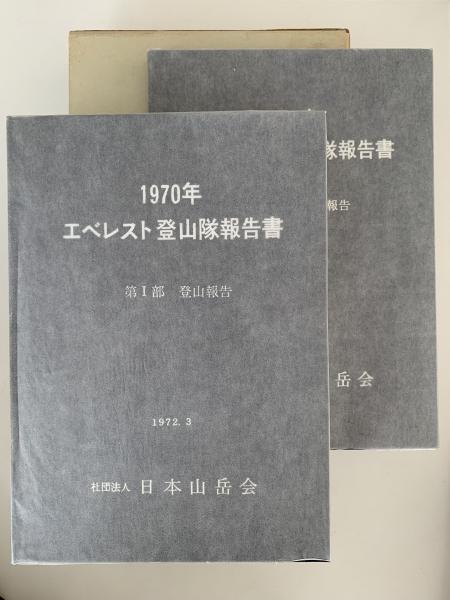 1970年
エベレスト登山隊報告書
第Ⅰ部 登山報告
1972.3
社団法人 日本山岳会
隊報告書
報告
岳会